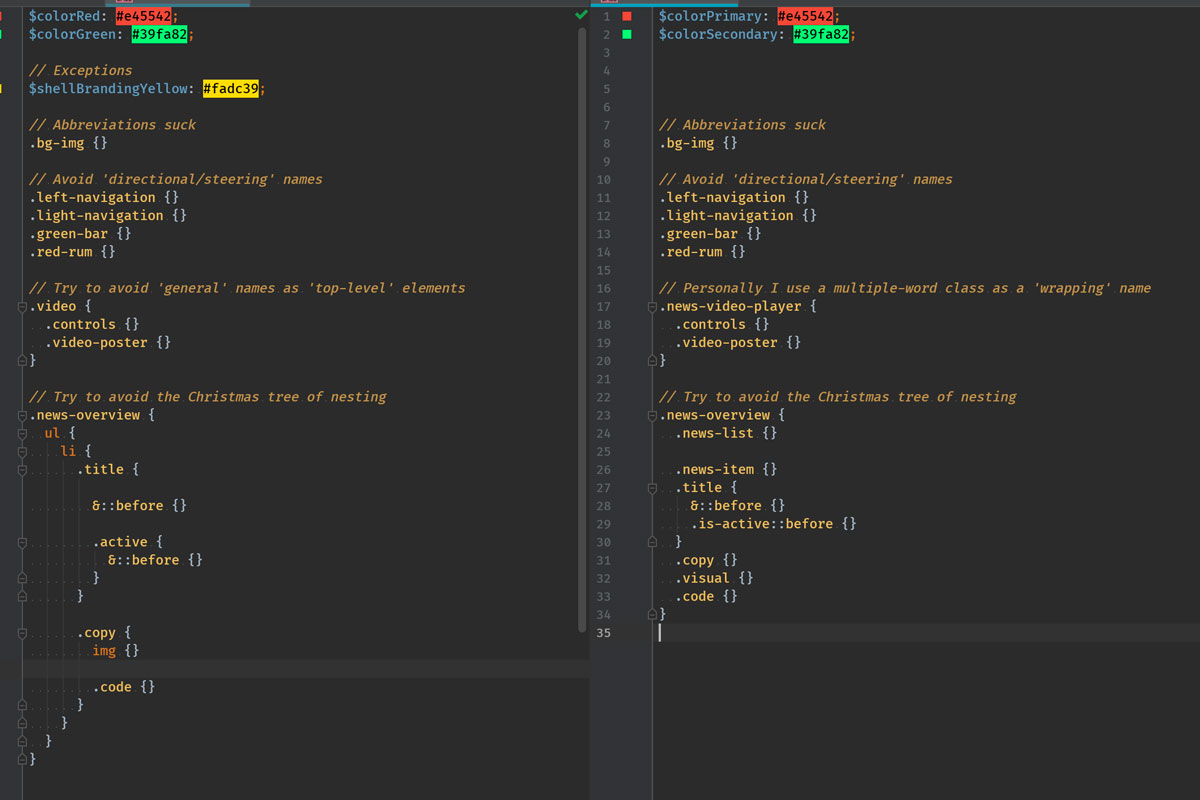 $colorRed: #e45542;
$colorGreen: #39fa82;
// Exceptions
$shellBrandingYellow: #fadc39;
// Abbreviations suck
.bg-img {}
// Avoid 'directional/steering' names
.left-navigation {}
.light-navigation {}
.green-bar {}
.red-rum {}
// Try to avoid 'general' names as 'top-level' elements
.video {
.controls {}
.video-poster {}
}
// Try to avoid the Christmas tree of nesting
.news-overview {
ul {
li {
.title {
&::before {}
.active {
&::before {}
}
}
.copy {
img {}
.code {}
}
}
}
}
1 $colorPrimary: #e45542;
2 $colorSecondary: #39fa82;
3
4
5
6
7 // Abbreviations suck
8 .bg-img {}
9
10 // Avoid 'directional/steering' names
11 .left-navigation {}
12 .light-navigation {}
13 .green-bar {}
14 .red-rum {}
15
16 // Personally I use a multiple-word class as a 'wrapping' name
17 .news-video-player {
18 .controls {}
19 .video-poster {}
20 }
21
22 // Try to avoid the Christmas tree of nesting
23 .news-overview {
24 .news-list {}
25
26 .news-item {}
27 .title {
28 &::before {}
29 .is-active::before {}
30 }
31 .copy {}
32 .visual {}
33 .code {}
34 }
35